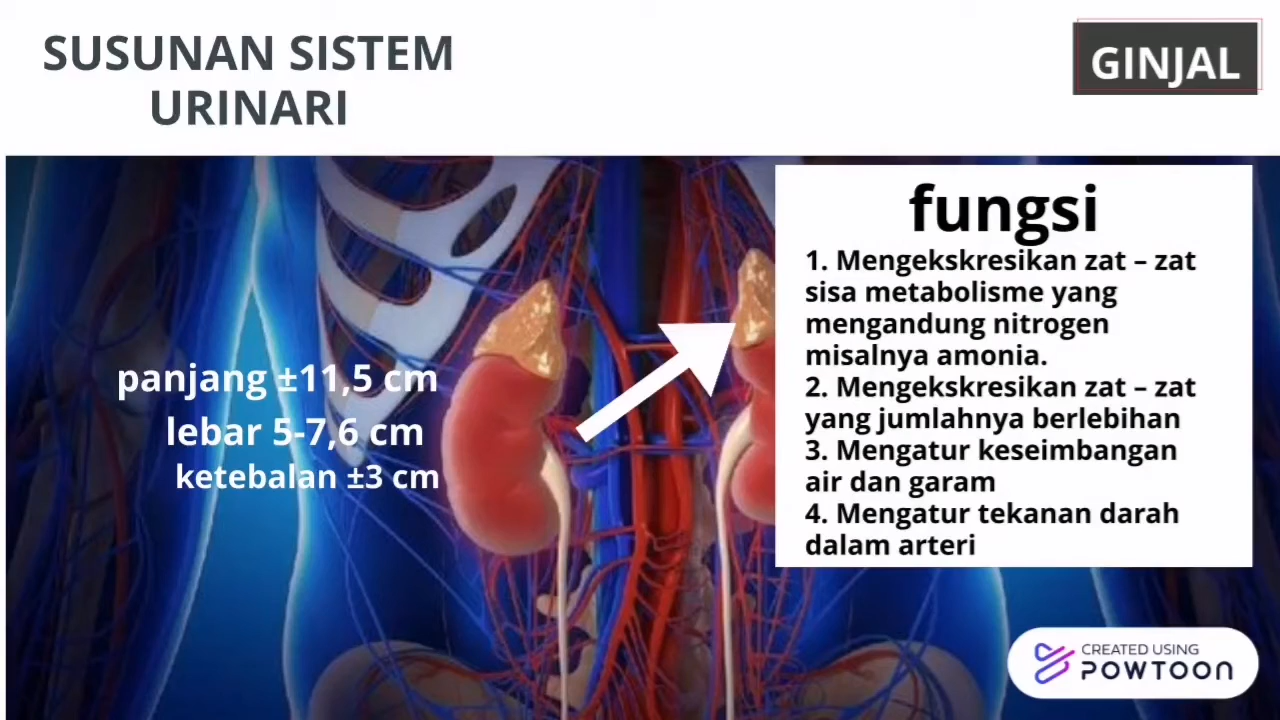 SUSUNAN SISTEM
URINARI
GINJAL
panjang ±11,5 cm
lebar 5-7,6 cm
ketebalan ±3 cm
fungsi
1. Mengekskresikan zat – zat
sisa metabolisme yang
mengandung nitrogen
misalnya amonia.
2. Mengekskresikan zat – zat
yang jumlahnya berlebihan
3. Mengatur keseimbangan
air dan garam
4. Mengatur tekanan darah
dalam arteri
CREATED USING
POWTOON